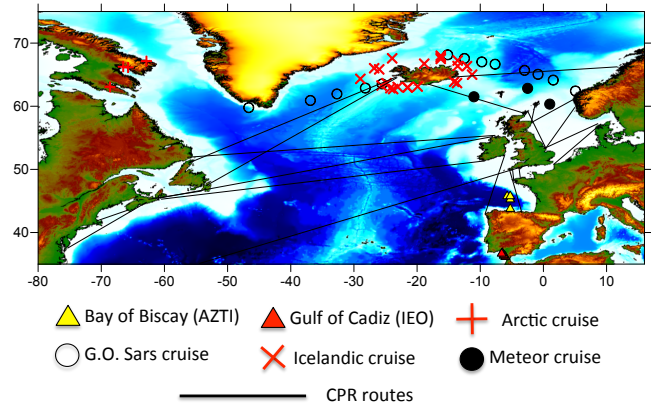 70
60
50
40
-80 -70 -60 -50 -40 -30 -20 -10 0 10
Bay of Biscay (AZTI) Gulf of Cadiz (IEO) Arctic cruise
G.O. Sars cruise Icelandic cruise Meteor cruise
CPR routes